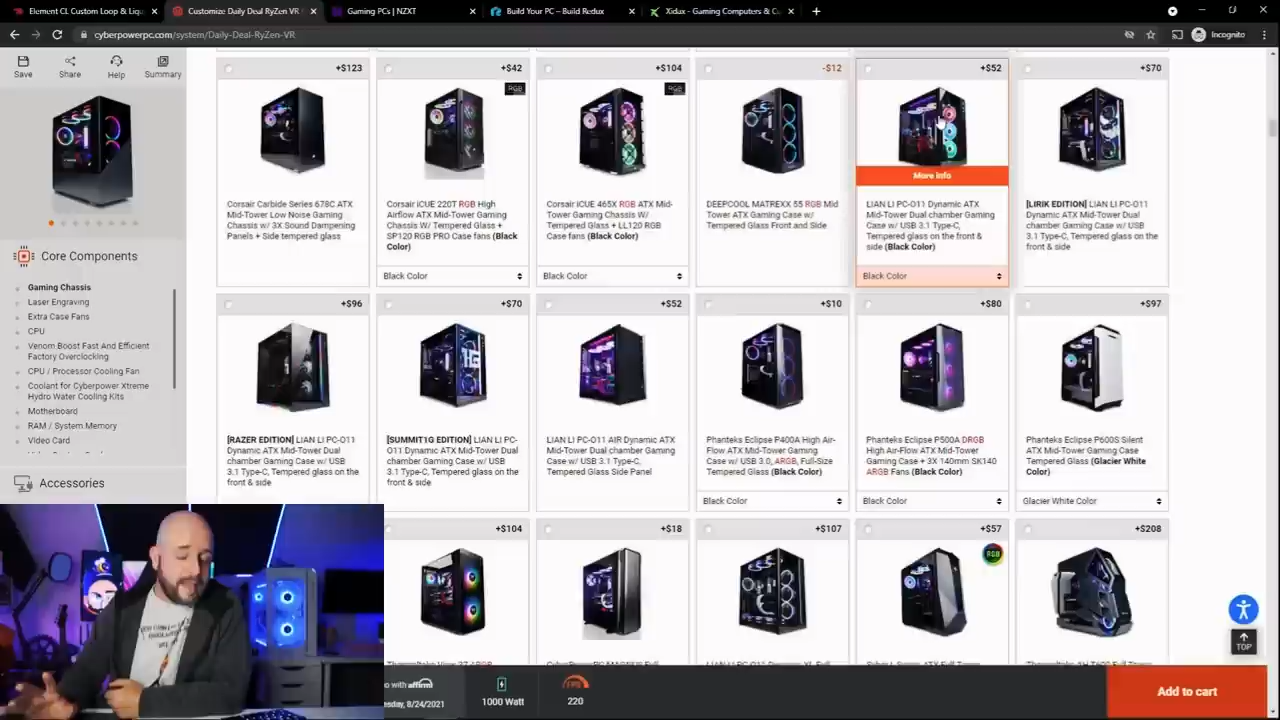 Element CL Custom Loop & Liqu
Customize Daily Deal RyZen VR
Gaming PCs | NZXT
Build Your PC – Build Redux
Xidax - Gaming Computers & Cu
cyberpowerpc.com/system/Daily-Deal-RyZen-VR
Incognito
Save
Share
Help
Summary
Core Components
Gaming Chassis
Laser Engraving
Extra Case Fans
CPU
Venom Boost Fast And Efficient
Factory Overclocking
CPU / Processor Cooling Fan
Coolant for Cyberpower Xtreme
Hydro Water Cooling Kits
Motherboard
RAM / System Memory
Video Card
Accessories
+$123
Corsair Carbide Series 678C ATX
Mid-Tower Low Noise Gaming
Chassis W/ 3X Sound Dampening
Panels + Side tempered glass
+$42
RGB
Corsair iCUE 220T RGB High
Airflow ATX Mid-Tower Gaming
Chassis W/ Tempered Glass +
SP120 RGB PRO Case fans (Black
Color)
Black Color
+$104
RGB
Corsair iCUE 465X RGB ATX Mid-
Tower Gaming Chassis W/
Tempered Glass + LL120 RGB
Case fans (Black Color)
Black Color
-$12
DEEPCOOL MATREXX 55 RGB Mid
Tower ATX Gaming Case w/
Tempered Glass Front and Side
+$52
More info
LIAN LI PC-O11 Dynamic ATX
Mid-Tower Dual chamber Gaming
Case w/ USB 3.1 Type-C,
Tempered glass on the front &
side (Black Color)
Black Color
+$70
[LIRIK EDITION] LIAN LI PC-O11
Dynamic ATX Mid-Tower Dual
chamber Gaming Case w/ USB
3.1 Type-C, Tempered glass on
the front & side
+$96
[RAZER EDITION] LIAN LI PC-O11
Dynamic ATX Mid-Tower Dual
chamber Gaming Case w/ USB
3.1 Type-C, Tempered glass on the
front & side
+$70
[SUMMIT1G EDITION] LIAN LI PC-
O11 Dynamic ATX Mid-Tower Dual
chamber Gaming Case w/ USB
3.1 Type-C, Tempered glass on
the front & side
+$52
LIAN LI PC-O11 AIR Dynamic ATX
Mid-Tower Dual chamber Gaming
Case w/ USB 3.1 Type-C,
Tempered Glass Side Panel
+$10
Phanteks Eclipse P400A High Air-
Flow ATX Mid-Tower Gaming
Case w/ USB 3.0, ARGB, Full-Size
Tempered Glass (Black Color)
Black Color
+$80
Phanteks Eclipse P500A DRGB
High Air-Flow ATX Mid-Tower
Gaming Case + 3X 140mm SK140
ARGB Fans (Black Color)
Black Color
+$97
Phanteks Eclipse P600S Silent
ATX Mid-Tower Gaming Case
Tempered Glass (Glacier White
Color)
Glacier White Color
+$104
+$18
+$107
+$57
RGB
+$208
TOP
o with affirm
esday, 8/24/2021
1000 Watt
FPS
220
Add to cart